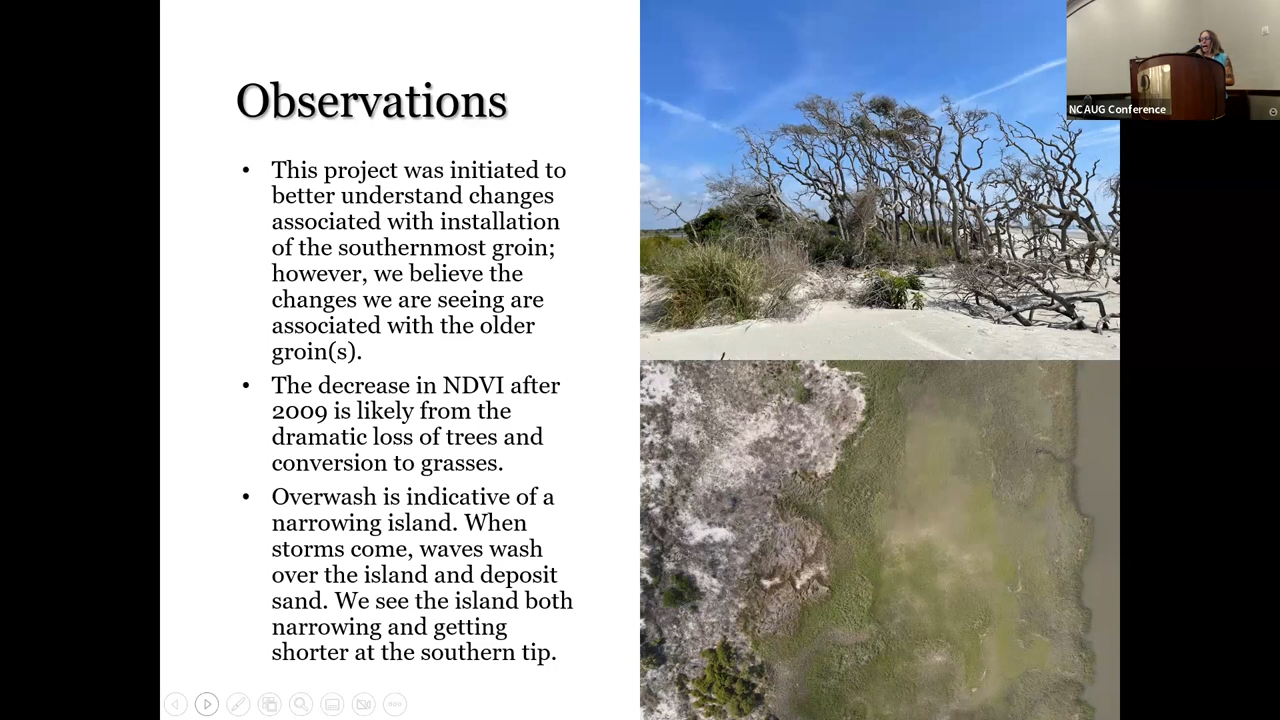 Observations
• This project was initiated to
better understand changes
associated with installation
of the southernmost groin;
however, we believe the
changes we are seeing are
associated with the older
groin(s).
• The decrease in NDVI after
2009 is likely from the
dramatic loss of trees and
conversion to grasses.
• Overwash is indicative of a
narrowing island. When
storms come, waves wash
over the island and deposit
sand. We see the island both
narrowing and getting
shorter at the southern tip.
NCAUG Conference